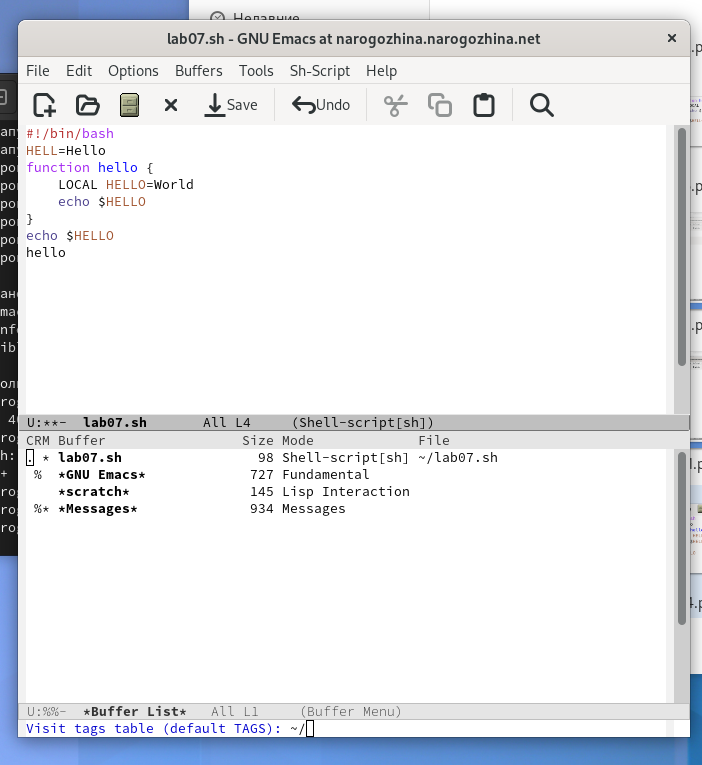 Недавние
lab07.sh - GNU Emacs at narogozhina.narogozhina.net
File Edit Options Buffers Tools Sh-Script Help
Save Undo
#!/bin/bash
HELL=Hello
function hello {
    LOCAL HELLO=World
    echo $HELLO
}
echo $HELLO
hello
U:**-  lab07.sh       All L4     (Shell-script[sh])
CRM Buffer                 Size Mode             File
. * lab07.sh                 98 Shell-script[sh] ~/lab07.sh
 %  *GNU Emacs*             727 Fundamental
    *scratch*               145 Lisp Interaction
 %* *Messages*              934 Messages
U:%%-  *Buffer List*   All L1     (Buffer Menu)
Visit tags table (default TAGS): ~/